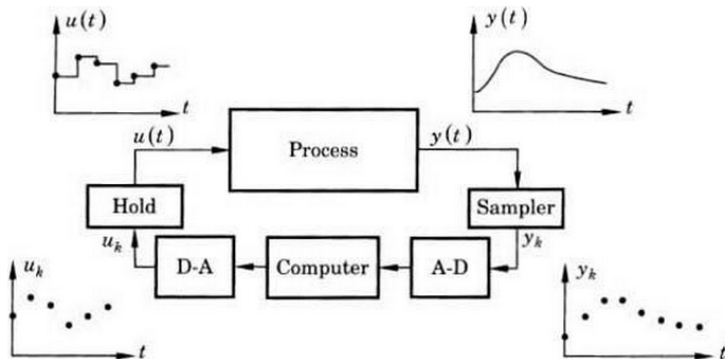 u(t)
t
y(t)
t
u(t)
Process
y(t)
Hold
Sampler
u_k
y_k
D-A
Computer
A-D
u_k
t
y_k
t